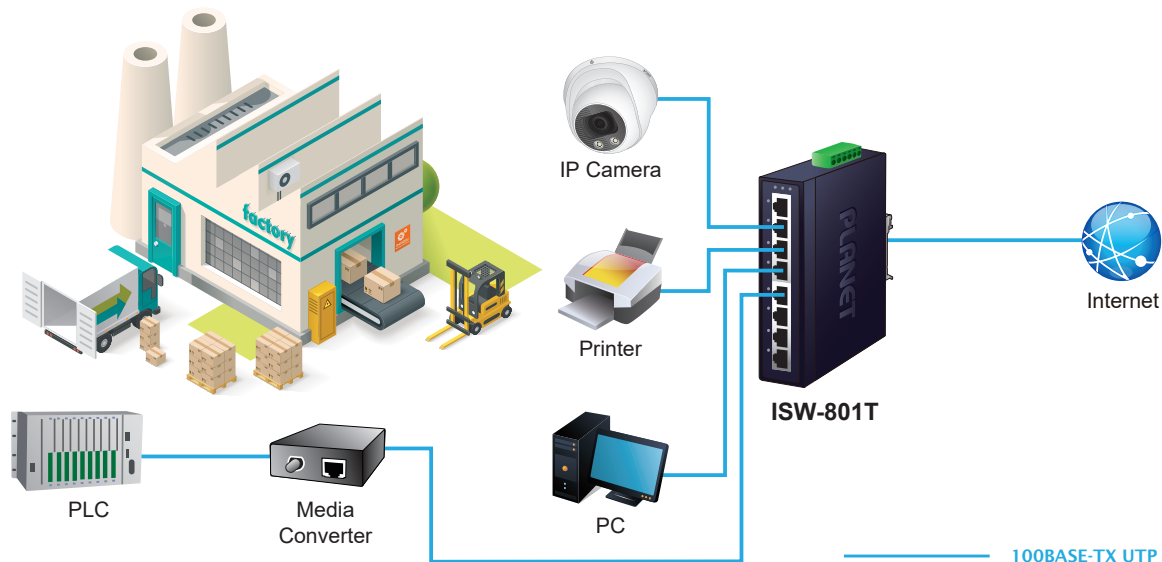 factory
IP Camera
PLANET
Internet
Printer
ISW-801T
PLC
Media
Converter
PC
100BASE-TX UTP